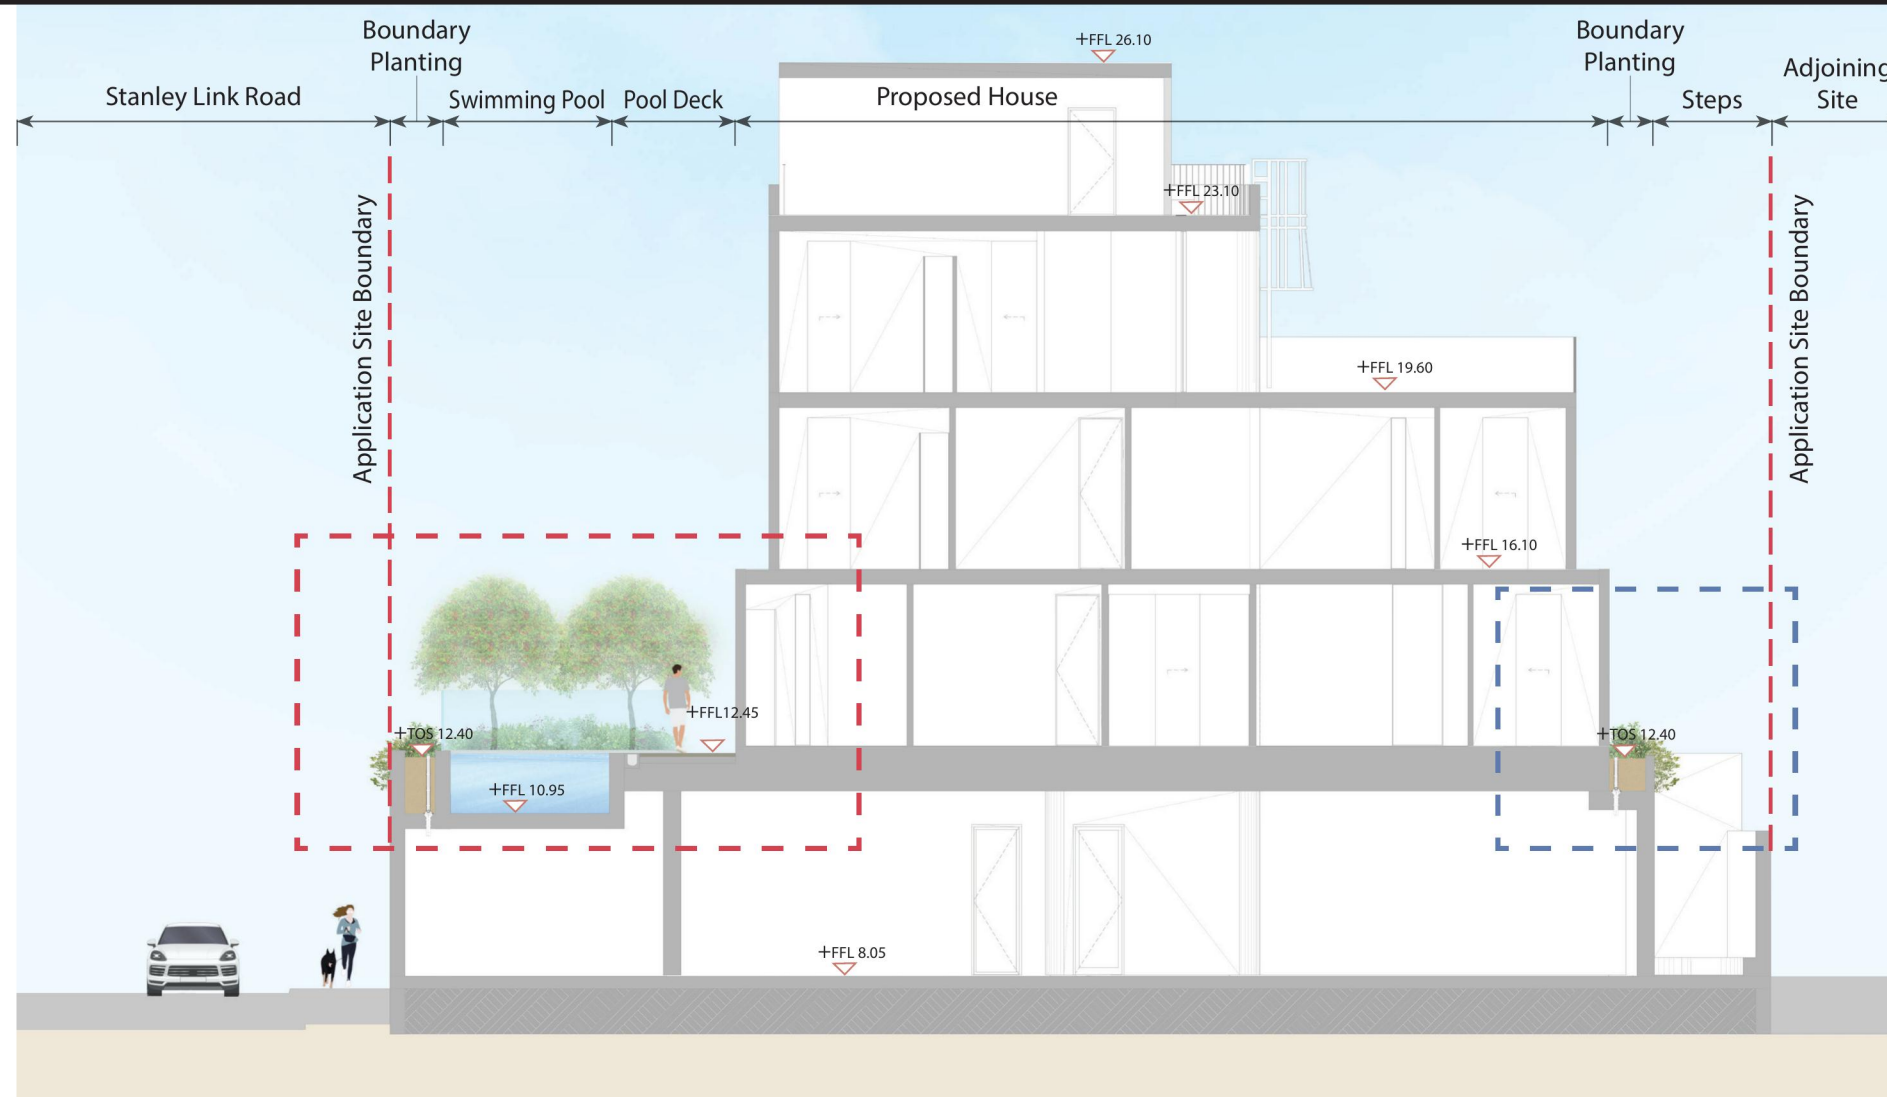 Boundary
Planting
Boundary
Planting
+FFL 26.10
Stanley Link Road
Swimming Pool
Pool Deck
Proposed House
Steps
Adjoining
Site
Application Site Boundary
Application Site Boundary
+FFL 23.10
+FFL 19.60
+FFL 16.10
+FFL12.45
+TOS 12.40
+TOS 12.40
+FFL 10.95
+FFL 8.05